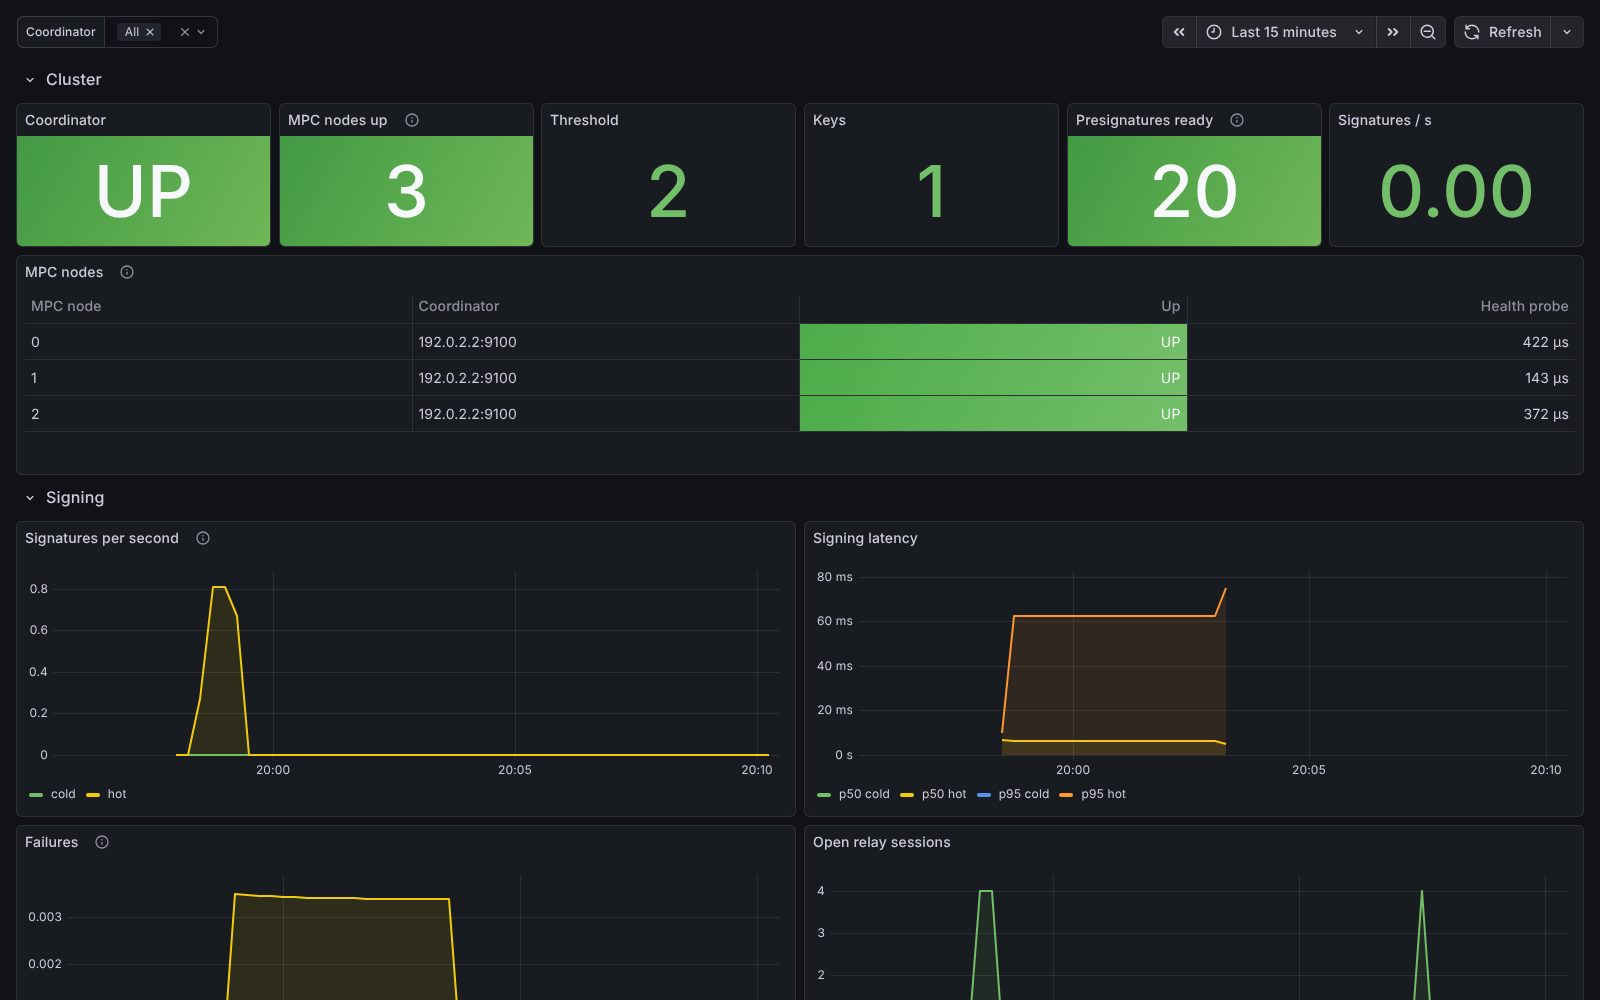 Coordinator All Last 15 minutes Refresh
Cluster
Coordinator MPC nodes up Threshold Keys Presignatures ready Signatures / s
UP 3 2 1 20 0.00
MPC nodes
MPC node Coordinator Up Health probe
0 192.0.2.2:9100 UP 422 µs
1 192.0.2.2:9100 UP 143 µs
2 192.0.2.2:9100 UP 372 µs
Signing
Signatures per second
0.8
0.6
0.4
0.2
0
20:00 20:05 20:10
cold hot
Signing latency
80 ms
60 ms
40 ms
20 ms
0 s
20:00 20:05 20:10
p50 cold p50 hot p95 cold p95 hot
Failures
0.003
0.002
Open relay sessions
4
3
2